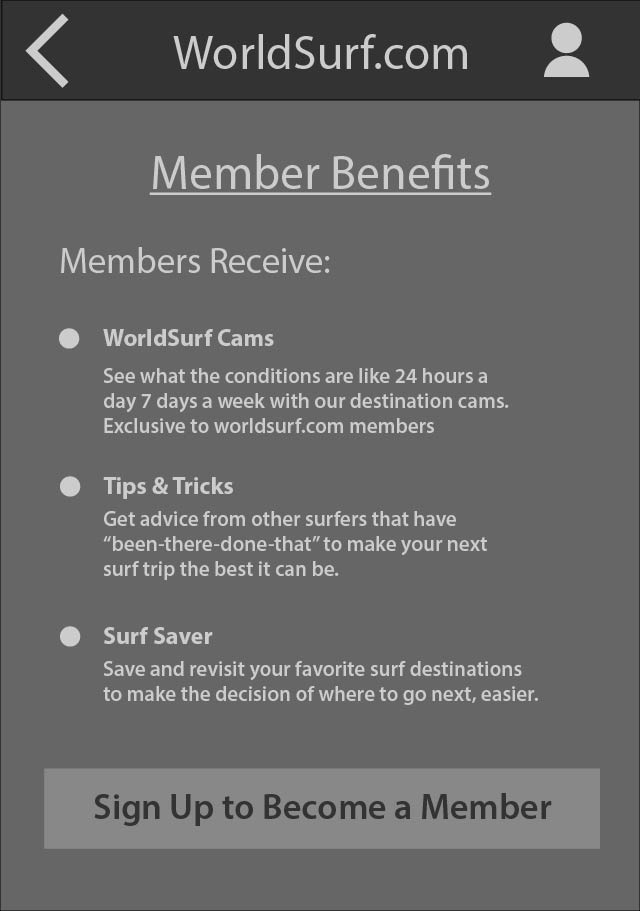 WorldSurf.com
Member Benefits
Members Receive:
WorldSurf Cams
See what the conditions are like 24 hours a
day 7 days a week with our destination cams.
Exclusive to worldsurf.com members
Tips & Tricks
Get advice from other surfers that have
“been-there-done-that” to make your next
surf trip the best it can be.
Surf Saver
Save and revisit your favorite surf destinations
to make the decision of where to go next, easier.
Sign Up to Become a Member